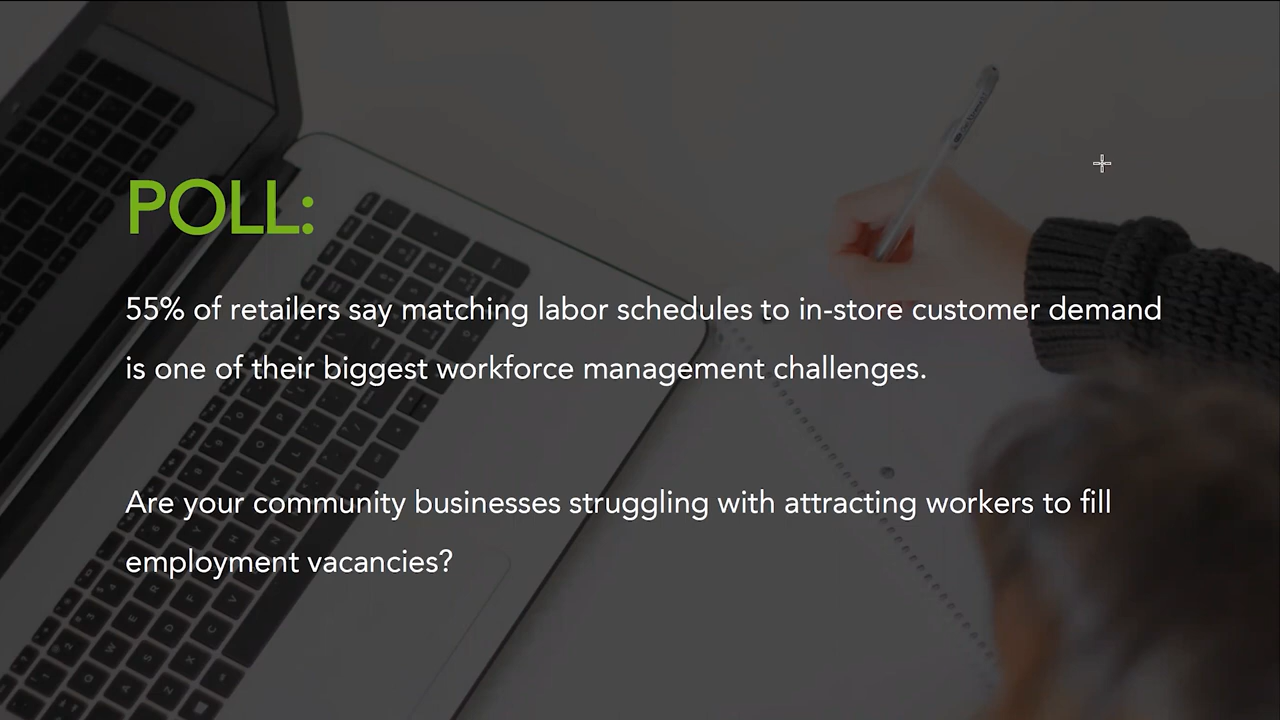 POLL:
55% of retailers say matching labor schedules to in-store customer demand
is one of their biggest workforce management challenges.
Are your community businesses struggling with attracting workers to fill
employment vacancies?